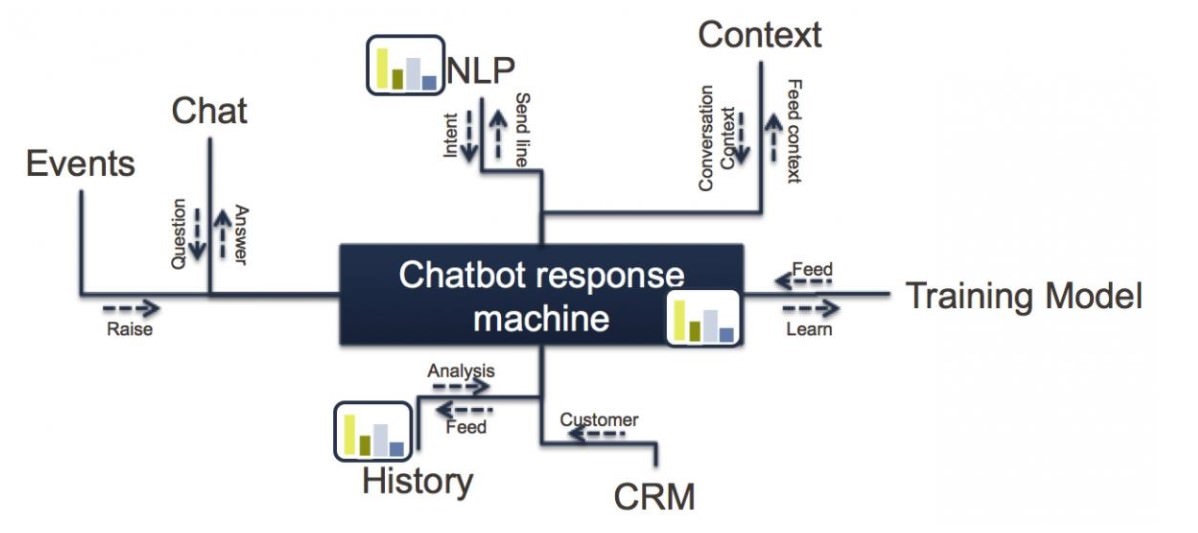 Context
NLP
Chat
Events
Intent
Send line
Conversation
Context
Feed context
Question
Answer
Raise
Chatbot response
machine
Feed
Learn
Training Model
Analysis
Feed
Customer
History
CRM